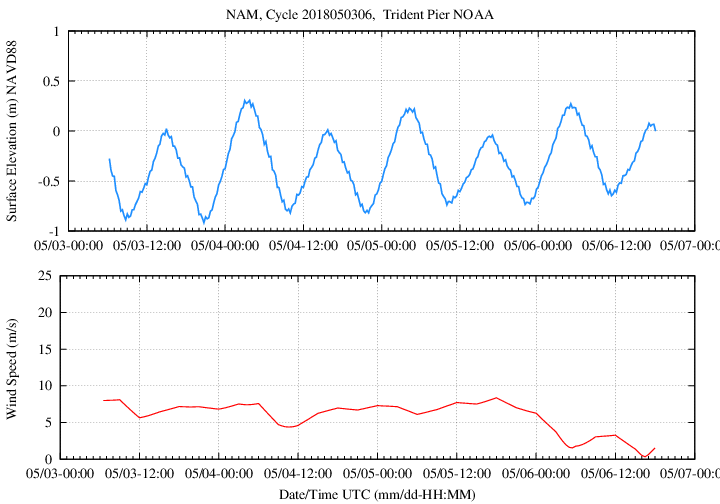 NAM, Cycle 2018050306,  Trident Pier NOAA
Surface Elevation (m) NAVD88
1
0.5
0
-0.5
-1
05/03-00:00 05/03-12:00 05/04-00:00 05/04-12:00 05/05-00:00 05/05-12:00 05/06-00:00 05/06-12:00 05/07-00:0
Wind Speed (m/s)
25
20
15
10
5
0
05/03-00:00 05/03-12:00 05/04-00:00 05/04-12:00 05/05-00:00 05/05-12:00 05/06-00:00 05/06-12:00 05/07-00:0
Date/Time UTC (mm/dd-HH:MM)